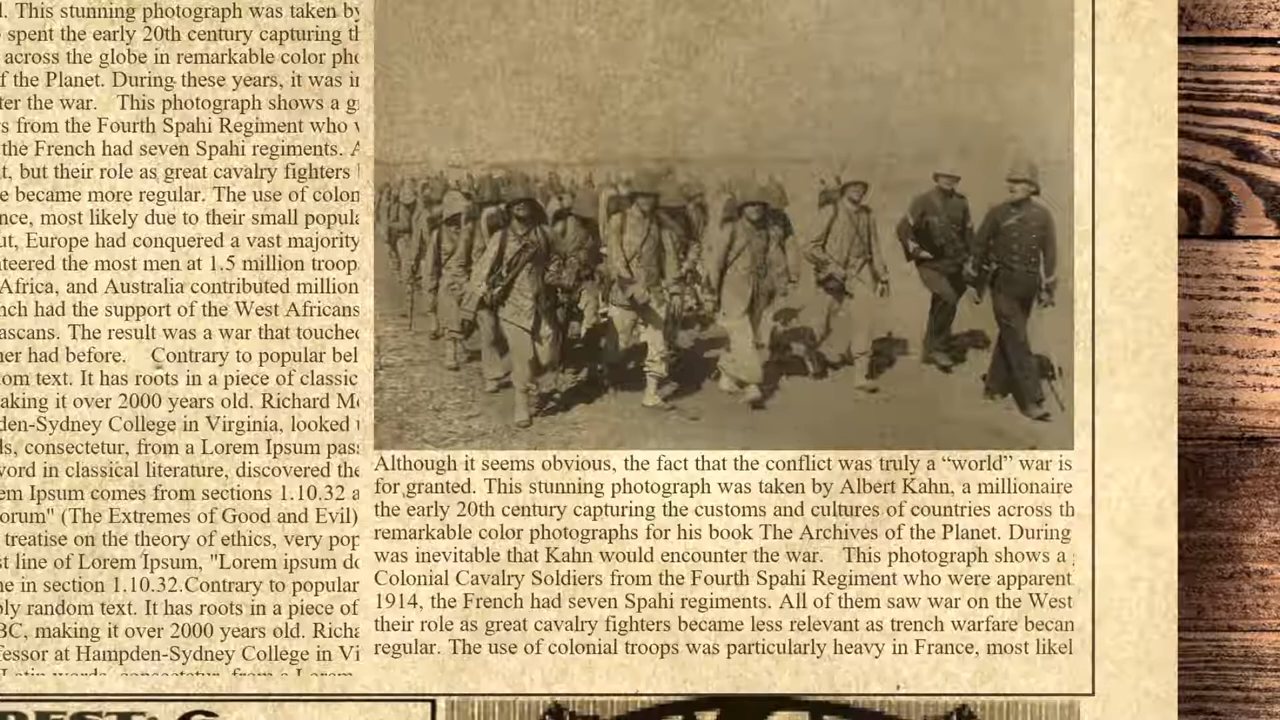 l. This stunning photograph was taken by
spent the early 20th century capturing th
across the globe in remarkable color pho
f the Planet. During these years, it was in
ter the war. This photograph shows a g
s from the Fourth Spahi Regiment who w
the French had seven Spahi regiments. A
t, but their role as great cavalry fighters
e became more regular. The use of colon
nce, most likely due to their small popula
ut, Europe had conquered a vast majority
nteered the most men at 1.5 million troop
Africa, and Australia contributed million
nch had the support of the West Africans
ascans. The result was a war that touched
her had before. Contrary to popular bel
om text. It has roots in a piece of classic
aking it over 2000 years old. Richard Mc
den-Sydney College in Virginia, looked
ds, consectetur, from a Lorem Ipsum pass
word in classical literature, discovered the
em Ipsum comes from sections 1.10.32 a
orum" (The Extremes of Good and Evil)
treatise on the theory of ethics, very pop
st line of Lorem Ipsum, "Lorem ipsum do
ne in section 1.10.32.Contrary to popular
ply random text. It has roots in a piece of
BC, making it over 2000 years old. Richa
fessor at Hampden-Sydney College in Vi
Latin words, consectetur, from a Lorem
Although it seems obvious, the fact that the conflict was truly a “world” war is
for granted. This stunning photograph was taken by Albert Kahn, a millionaire
the early 20th century capturing the customs and cultures of countries across th
remarkable color photographs for his book The Archives of the Planet. During
was inevitable that Kahn would encounter the war. This photograph shows a
Colonial Cavalry Soldiers from the Fourth Spahi Regiment who were apparent
1914, the French had seven Spahi regiments. All of them saw war on the West
their role as great cavalry fighters became less relevant as trench warfare becan
regular. The use of colonial troops was particularly heavy in France, most likel